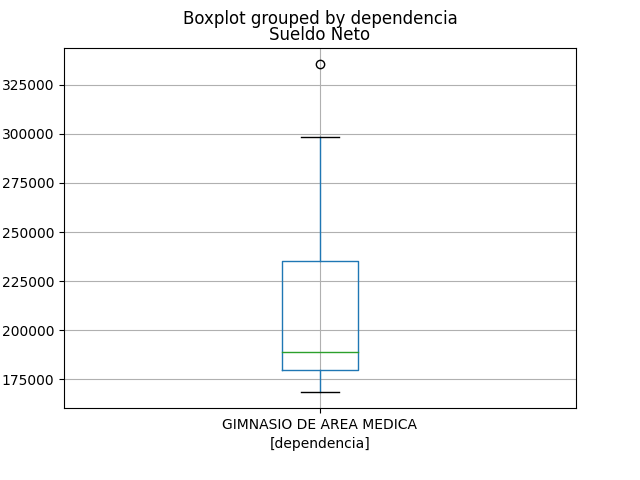 Boxplot grouped by dependencia
Sueldo Neto
325000
300000
275000
250000
225000
200000
175000
GIMNASIO DE AREA MEDICA
[dependencia]